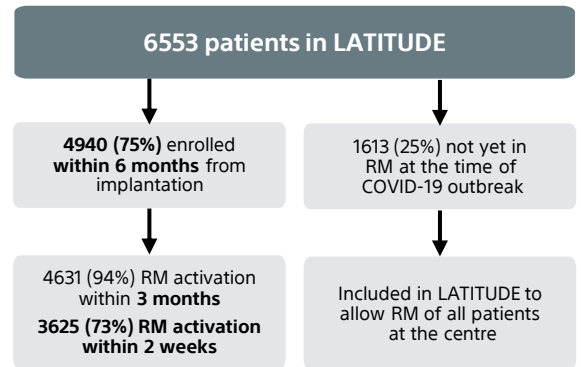 6553 patients in LATITUDE
4940 (75%) enrolled
within 6 months from
implantation
1613 (25%) not yet in
RM at the time of
COVID-19 outbreak
4631 (94%) RM activation
within 3 months
3625 (73%) RM activation
within 2 weeks
Included in LATITUDE to
allow RM of all patients
at the centre